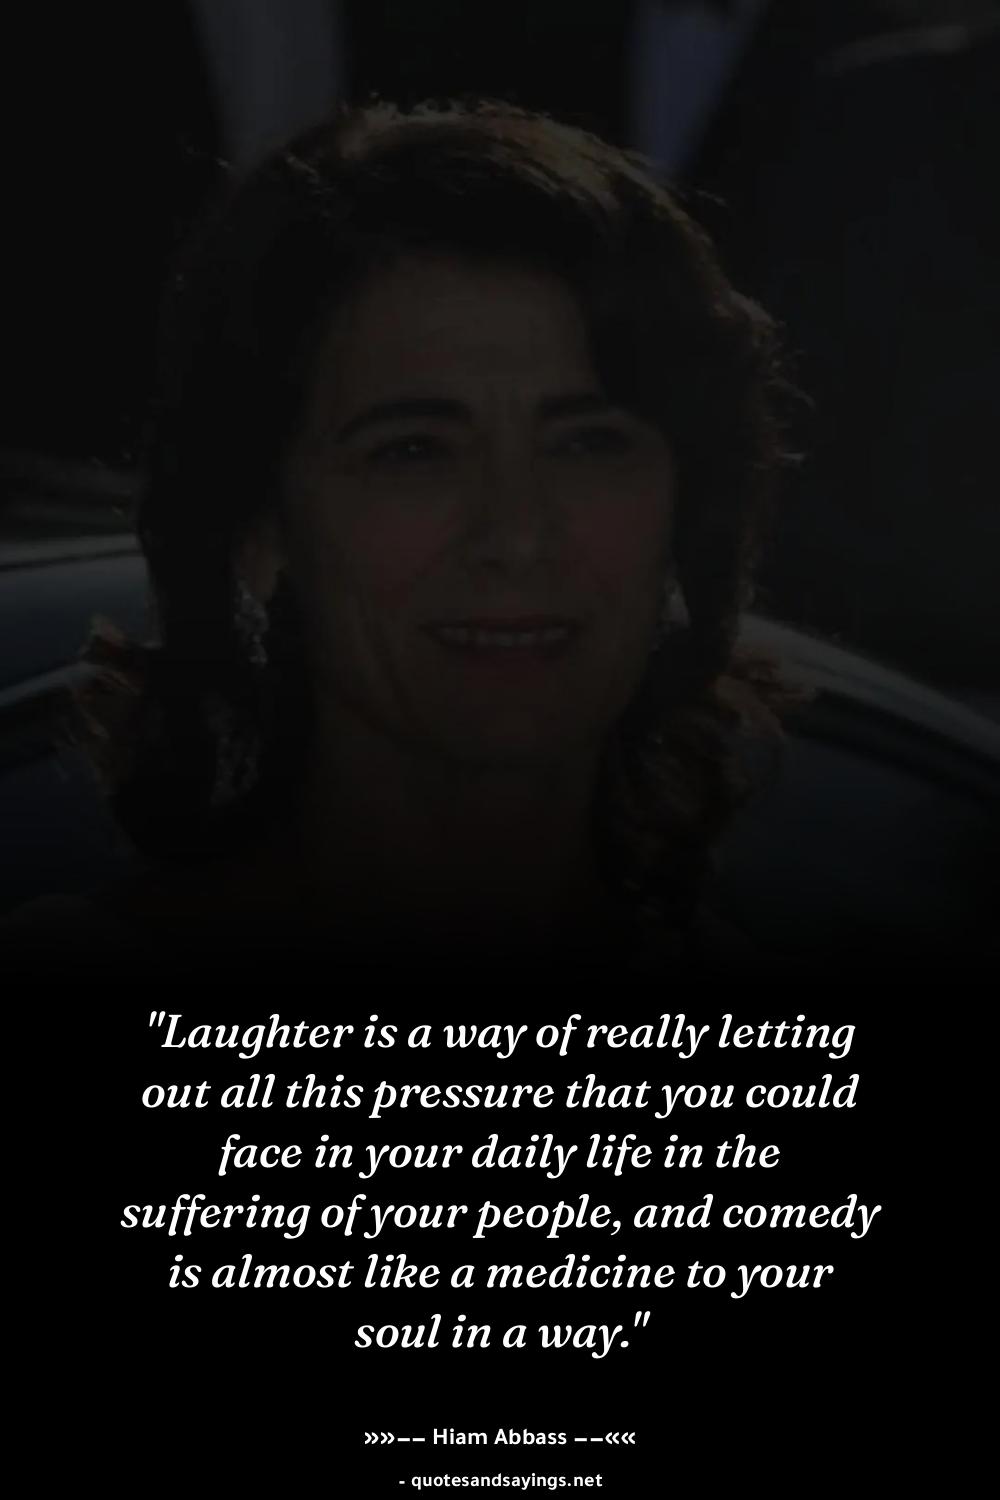 "Laughter is a way of really letting
out all this pressure that you could
face in your daily life in the
suffering of your people, and comedy
is almost like a medicine to your
soul in a way."
»»−− Hiam Abbass −−««
- quotesandsayings.net